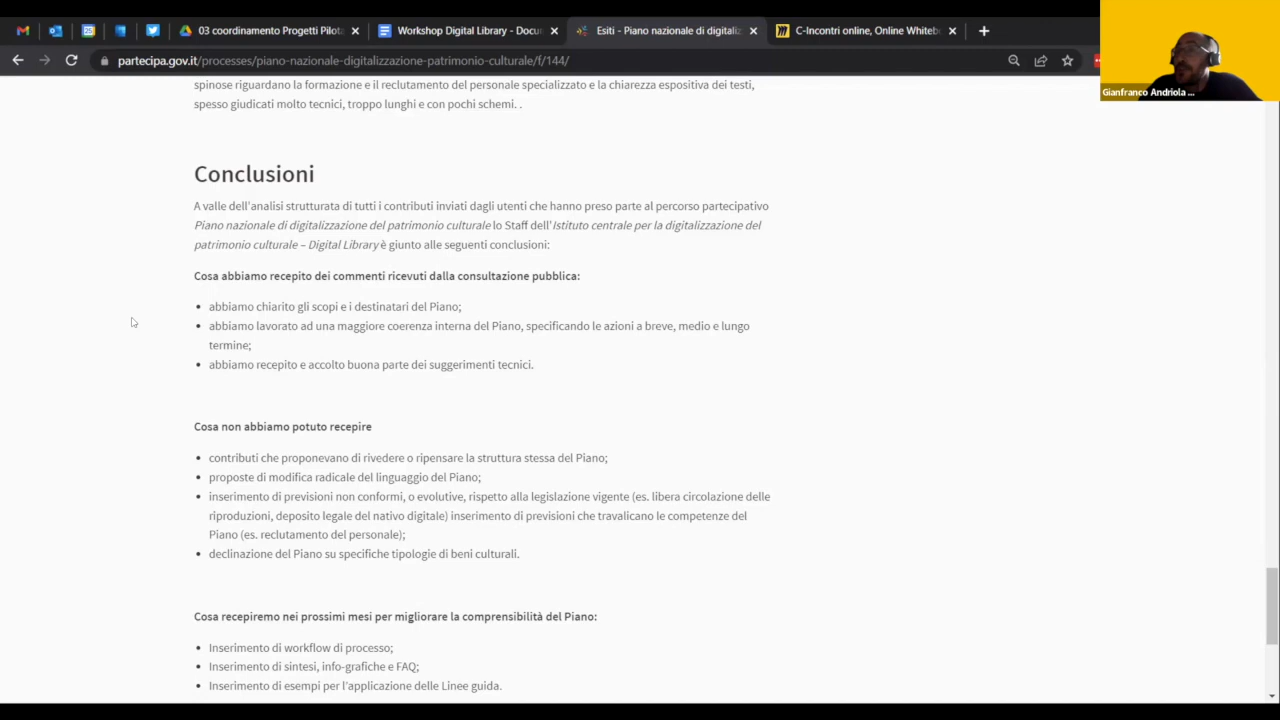 03 coordinamento Progetti Pilota
Workshop Digital Library - Docum
Esiti - Piano nazionale di digitaliz
C-Incontri online, Online Whitebo
partecipa.gov.it/processes/piano-nazionale-digitalizzazione-patrimonio-culturale/f/144/
Gianfranco Andriola ...
spinose riguardano la formazione e il reclutamento del personale specializzato e la chiarezza espositiva dei testi,
spesso giudicati molto tecnici, troppo lunghi e con pochi schemi. .
Conclusioni
A valle dell'analisi strutturata di tutti i contributi inviati dagli utenti che hanno preso parte al percorso partecipativo
Piano nazionale di digitalizzazione del patrimonio culturale lo Staff dell'Istituto centrale per la digitalizzazione del
patrimonio culturale – Digital Library è giunto alle seguenti conclusioni:
Cosa abbiamo recepito dei commenti ricevuti dalla consultazione pubblica:
• abbiamo chiarito gli scopi e i destinatari del Piano;
• abbiamo lavorato ad una maggiore coerenza interna del Piano, specificando le azioni a breve, medio e lungo
termine;
• abbiamo recepito e accolto buona parte dei suggerimenti tecnici.
Cosa non abbiamo potuto recepire
• contributi che proponevano di rivedere o ripensare la struttura stessa del Piano;
• proposte di modifica radicale del linguaggio del Piano;
• inserimento di previsioni non conformi, o evolutive, rispetto alla legislazione vigente (es. libera circolazione delle
riproduzioni, deposito legale del nativo digitale) inserimento di previsioni che travalicano le competenze del
Piano (es. reclutamento del personale);
• declinazione del Piano su specifiche tipologie di beni culturali.
Cosa recepiremo nei prossimi mesi per migliorare la comprensibilità del Piano:
• Inserimento di workflow di processo;
• Inserimento di sintesi, info-grafiche e FAQ;
• Inserimento di esempi per l'applicazione delle Linee guida.